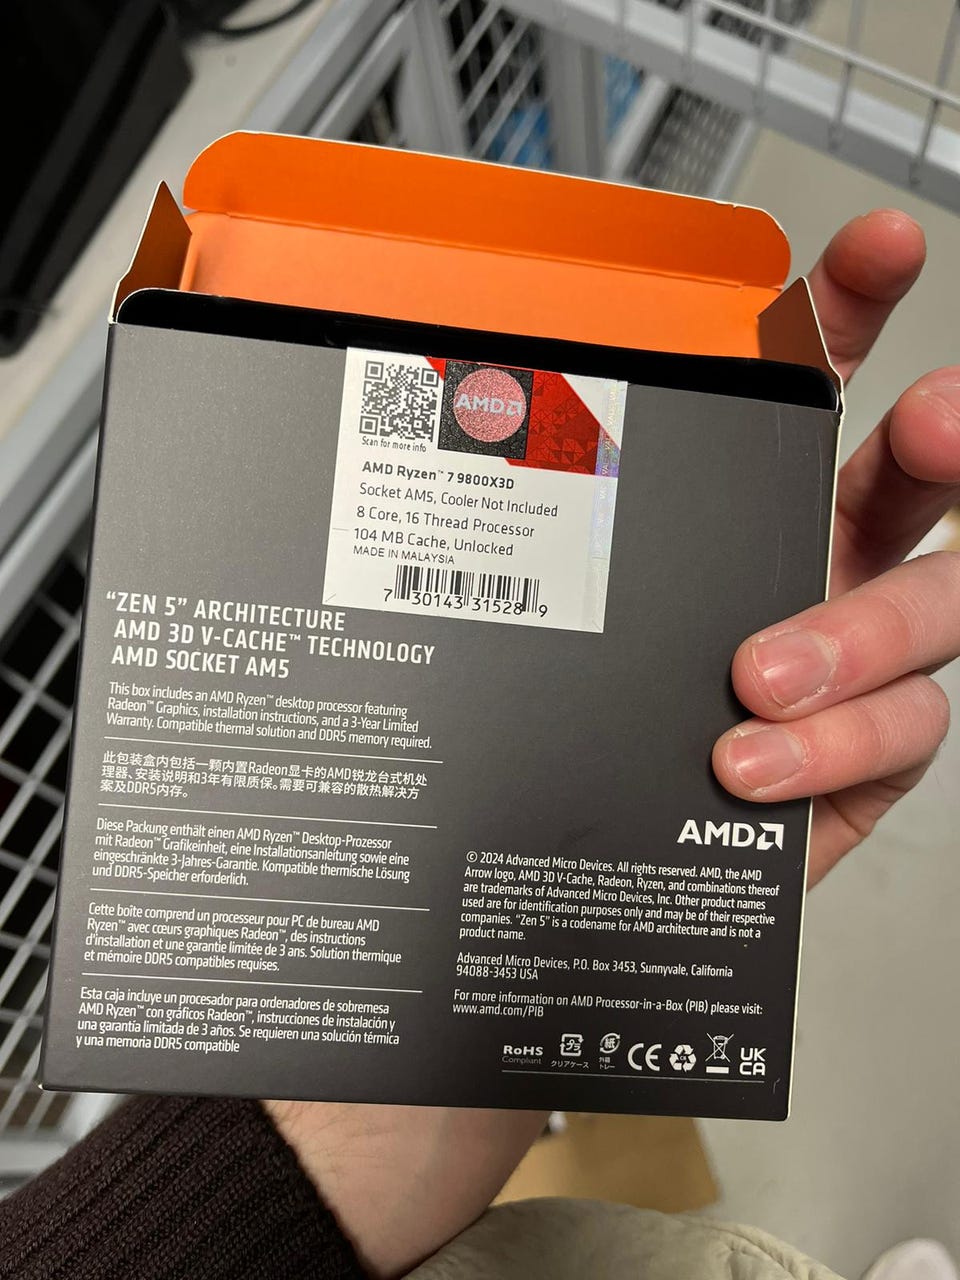 AMD
Scan for more info
AMD Ryzen™ 7 9800X3D
Socket AM5, Cooler Not Included
8 Core, 16 Thread Processor
104 MB Cache, Unlocked
MADE IN MALAYSIA
7 30143 31528 9
“ZEN 5” ARCHITECTURE
AMD 3D V-CACHE™ TECHNOLOGY
AMD SOCKET AM5
This box includes an AMD Ryzen™ desktop processor featuring
Radeon™ Graphics, installation instructions, and a 3-Year Limited
Warranty. Compatible thermal solution and DDR5 memory required.
此包装盒内包括一颗内置Radeon显卡的AMD锐龙台式机处
理器、安装说明和3年有限质保。需要可兼容的散热解决方
案及DDR5内存。
Diese Packung enthält einen AMD Ryzen™ Desktop-Prozessor
mit Radeon™ Grafikeinheit, eine Installationsanleitung sowie eine
eingeschränkte 3-Jahres-Garantie. Kompatible thermische Lösung
und DDR5-Speicher erforderlich.
Cette boîte comprend un processeur pour PC de bureau AMD
Ryzen™ avec cœurs graphiques Radeon™, des instructions
d'installation et une garantie limitée de 3 ans. Solution thermique
et mémoire DDR5 compatibles requises.
Esta caja incluye un procesador para ordenadores de sobremesa
AMD Ryzen™ con gráficos Radeon™, instrucciones de instalación y
una garantía limitada de 3 años. Se requieren una solución térmica
y una memoria DDR5 compatible
AMD
© 2024 Advanced Micro Devices. All rights reserved. AMD, the AMD
Arrow logo, AMD 3D V-Cache, Radeon, Ryzen, and combinations thereof
are trademarks of Advanced Micro Devices, Inc. Other product names
used are for identification purposes only and may be of their respective
companies. “Zen 5” is a codename for AMD architecture and is not a
product name.
Advanced Micro Devices, P.O. Box 3453, Sunnyvale, California
94088-3453 USA
For more information on AMD Processor-in-a-Box (PIB) please visit:
www.amd.com/PIB
RoHS
Compliant
プラ
クリアケース
紙
外箱
トレー
CE
UK
CA